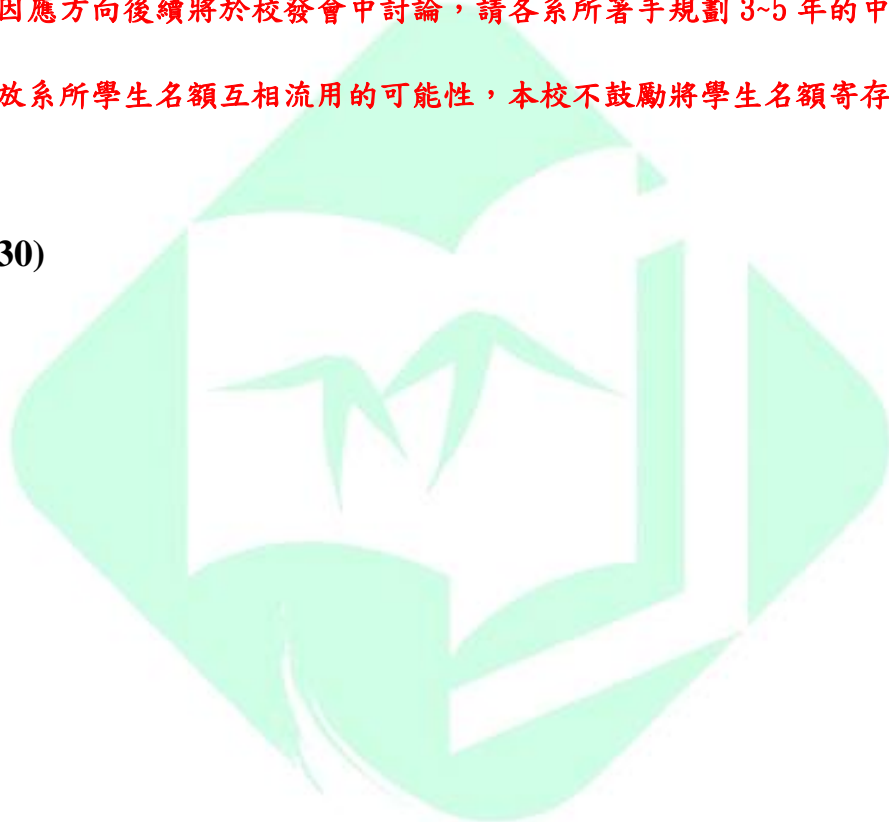 因應方向後續將於校發會中討論，請各系所著手規劃 3~5 年的中
放系所學生名額互相流用的可能性，本校不鼓勵將學生名額寄存
30)